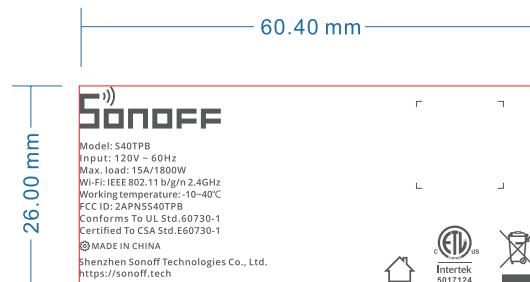 60.40 mm
26.00 mm
SONOFF
Model: S40TPB
Input: 120V ~ 60Hz
Max. load: 15A/1800W
Wi-Fi: IEEE 802.11 b/g/n 2.4GHz
Working temperature: -10~40℃
FCC ID: 2APN5S40TPB
Conforms To UL Std.60730-1
Certified To CSA Std.E60730-1
MADE IN CHINA
Shenzhen Sonoff Technologies Co., Ltd.
https://sonoff.tech
C ETL US
Intertek
5017124